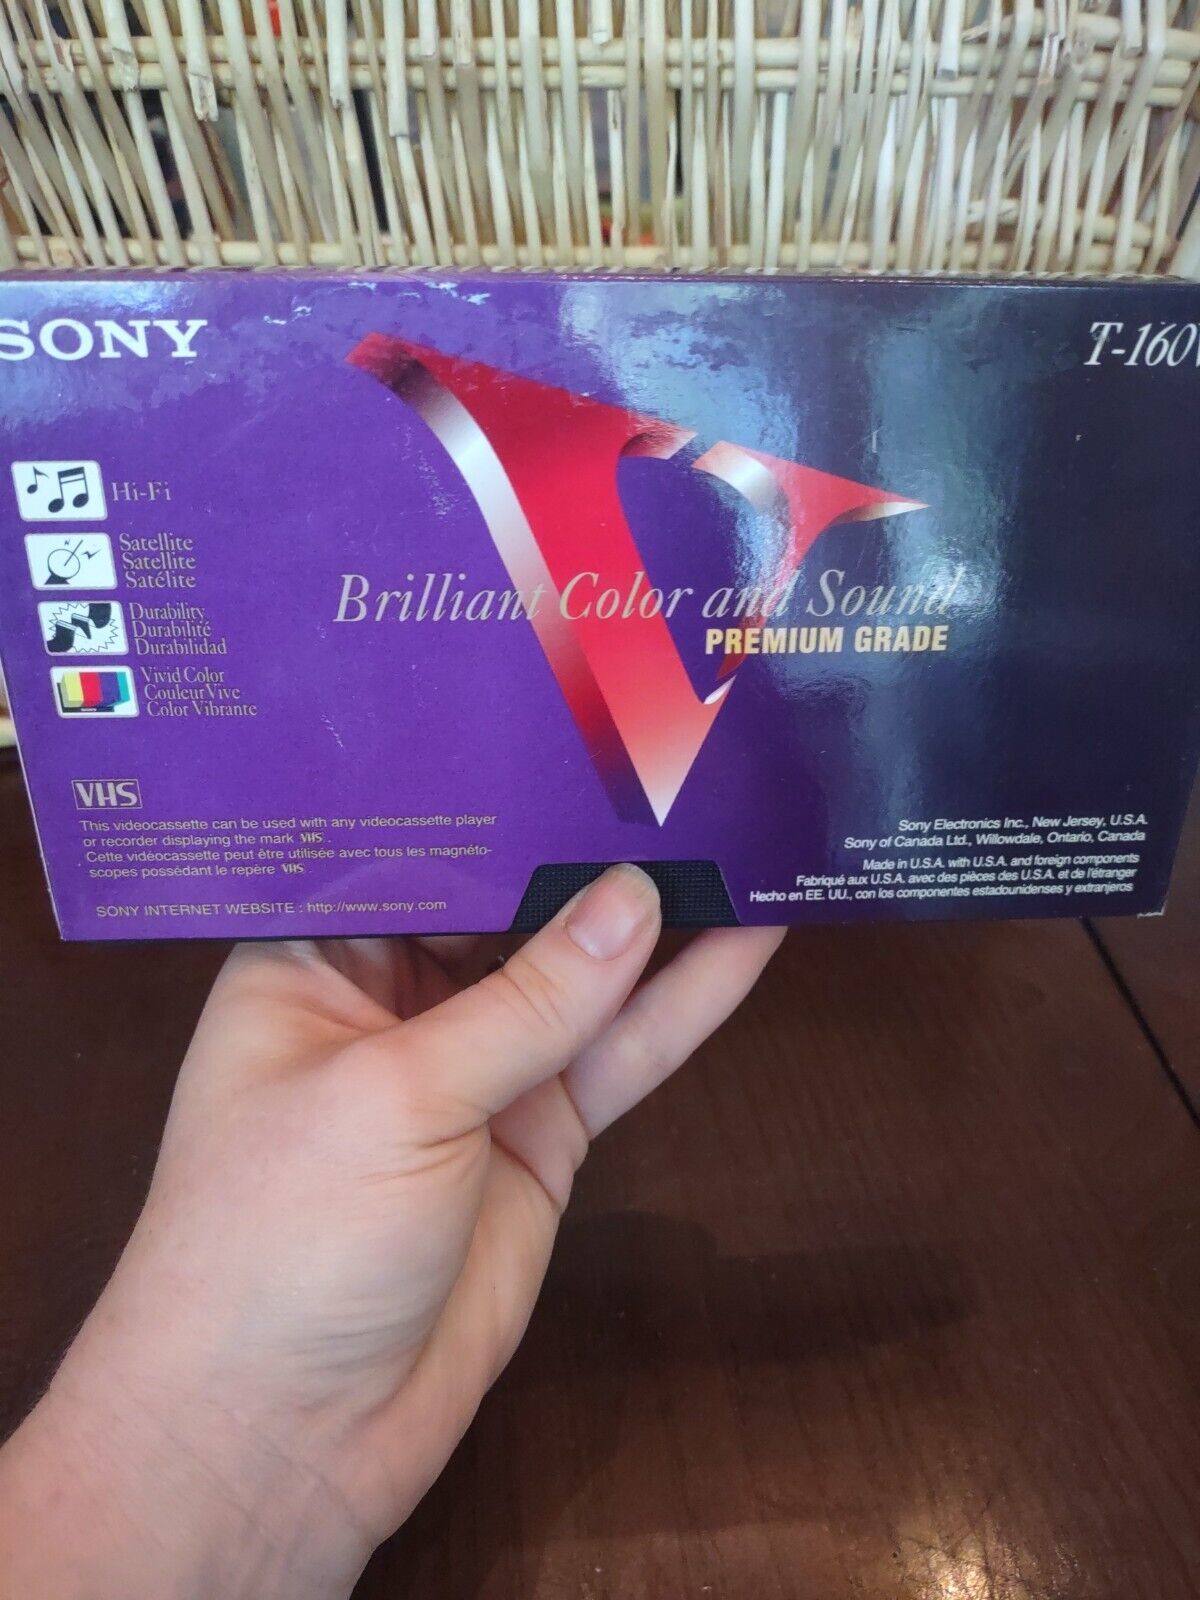 SONY
T-160V
Hi-Fi
Satellite
Satellite
Satélite
Durability
Durabilité
Durabilidad
Vivid Color
Couleur Vive
Color Vibrante
Brilliant Color and Sound
PREMIUM GRADE
VHS
This videocassette can be used with any videocassette player
or recorder displaying the mark VHS.
Cette vidéocassette peut être utilisée avec tous les magnéto-
scopes possédant le repère VHS.
SONY INTERNET WEBSITE : http://www.sony.com
Sony Electronics Inc., New Jersey, U.S.A.
Sony of Canada Ltd., Willowdale, Ontario, Canada
Made in U.S.A. with U.S.A. and foreign components
Fabriqué aux U.S.A. avec des pièces des U.S.A. et de l'étranger
Hecho en EE. UU., con los componentes estadounidenses y extranjeros